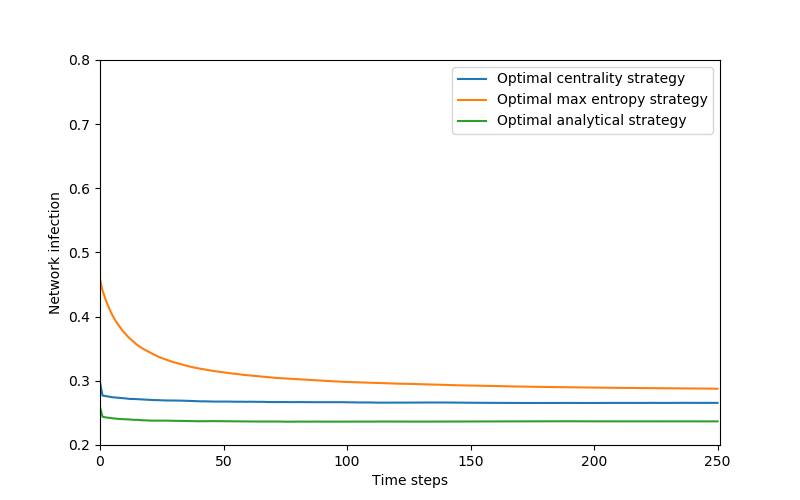 0.8
0.7
0.6
0.5
0.4
0.3
0.2
Network infection
0
50
100
150
200
250
Time steps
Optimal centrality strategy
Optimal max entropy strategy
Optimal analytical strategy